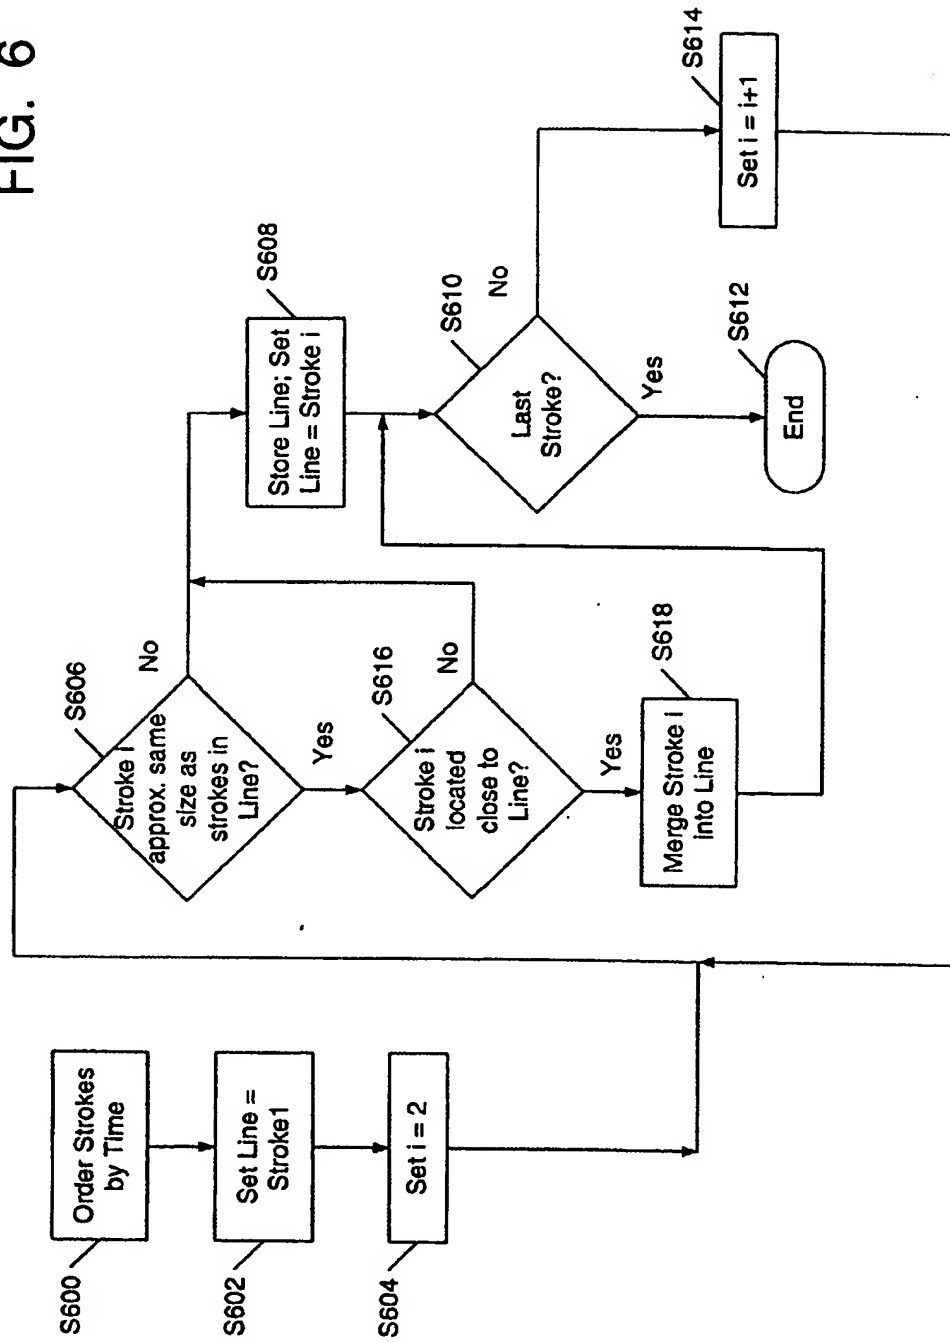 FIG. 6
S600
Order Strokes
by Time
S602
Set Line =
Stroke1
S604
Set i = 2
S606
Stroke i
approx. same
size as
strokes in
Line?
No
Yes
S616
Stroke i
located
close to
Line?
No
Yes
S618
Merge Stroke i
into Line
S608
Store Line; Set
Line = Stroke i
S610
Last
Stroke?
No
Yes
S612
End
S614
Set i = i+1